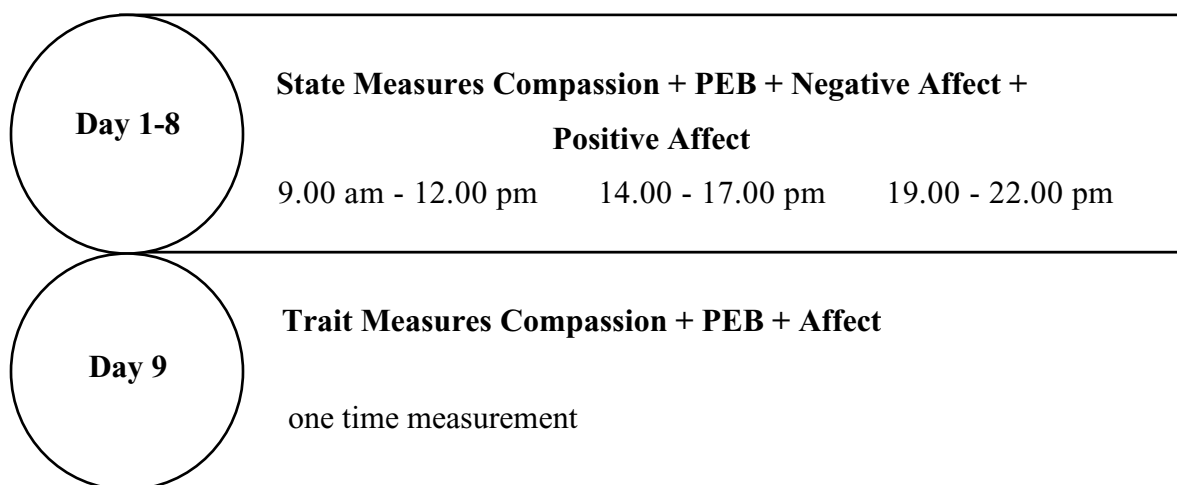 Day 1-8
State Measures Compassion + PEB + Negative Affect +
Positive Affect
9.00 am - 12.00 pm 14.00 - 17.00 pm 19.00 - 22.00 pm
Day 9
Trait Measures Compassion + PEB + Affect
one time measurement